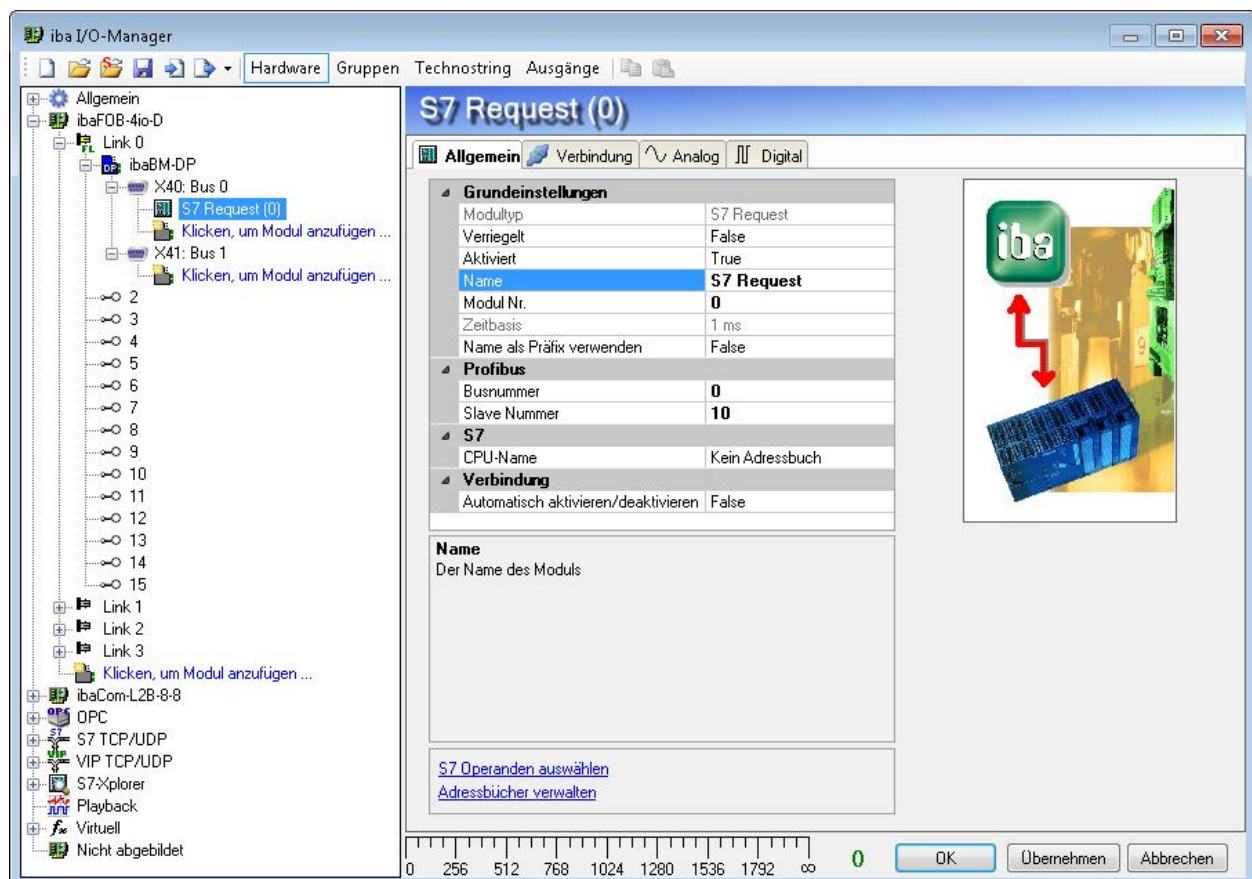 iba I/O-Manager
Hardware Gruppen Technostring Ausgänge
Allgemein
ibaFOB-4io-D
Link 0
ibaBM-DP
X40: Bus 0
S7 Request (0)
Klicken, um Modul anzufügen ...
X41: Bus 1
Klicken, um Modul anzufügen ...
2
3
4
5
6
7
8
9
10
11
12
13
14
15
Link 1
Link 2
Link 3
Klicken, um Modul anzufügen ...
ibaCom-L2B-8-8
OPC
S7 TCP/UDP
VIP TCP/UDP
S7-Xplorer
Playback
Virtuell
Nicht abgebildet
S7 Request (0)
Allgemein Verbindung Analog Digital
Grundeinstellungen
Modultyp S7 Request
Verriegelt False
Aktiviert True
Name S7 Request
Modul Nr. 0
Zeitbasis 1 ms
Name als Präfix verwenden False
Profibus
Busnummer 0
Slave Nummer 10
S7
CPU-Name Kein Adressbuch
Verbindung
Automatisch aktivieren/deaktivieren False
Name
Der Name des Moduls
S7 Operanden auswählen
Adressbücher verwalten
iba
0 256 512 768 1024 1280 1536 1792 ∞
0
OK Übernehmen Abbrechen